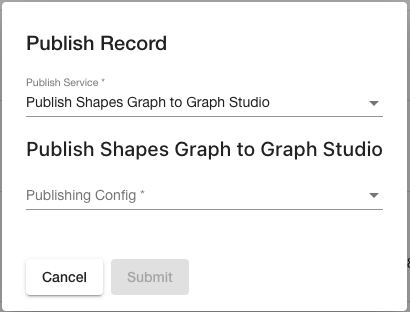 Publish Record
Publish Service *
Publish Shapes Graph to Graph Studio
Publish Shapes Graph to Graph Studio
Publishing Config *
Cancel
Submit